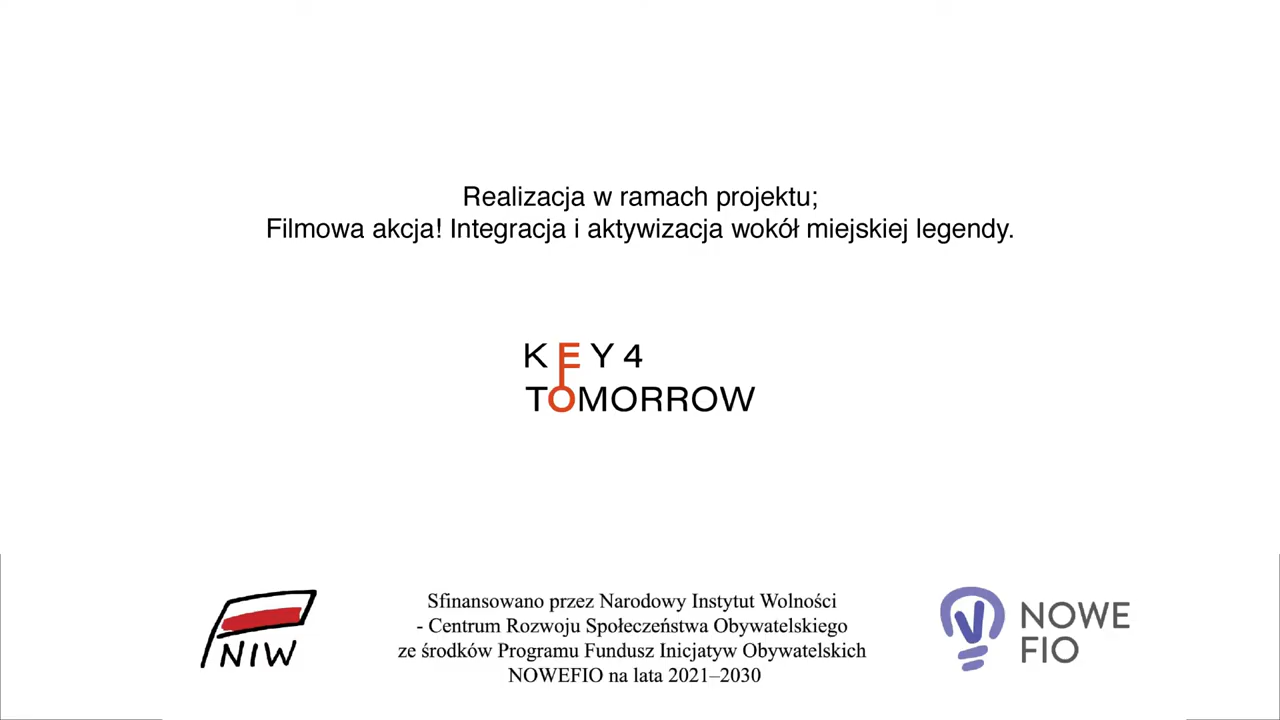 Realizacja w ramach projektu;
Filmowa akcja! Integracja i aktywizacja wokół miejskiej legendy.
KEY4
TOMORROW
NIW
Sfinansowano przez Narodowy Instytut Wolności
- Centrum Rozwoju Społeczeństwa Obywatelskiego
ze środków Programu Fundusz Inicjatyw Obywatelskich
NOWEFIO na lata 2021–2030
NOWE
FIO